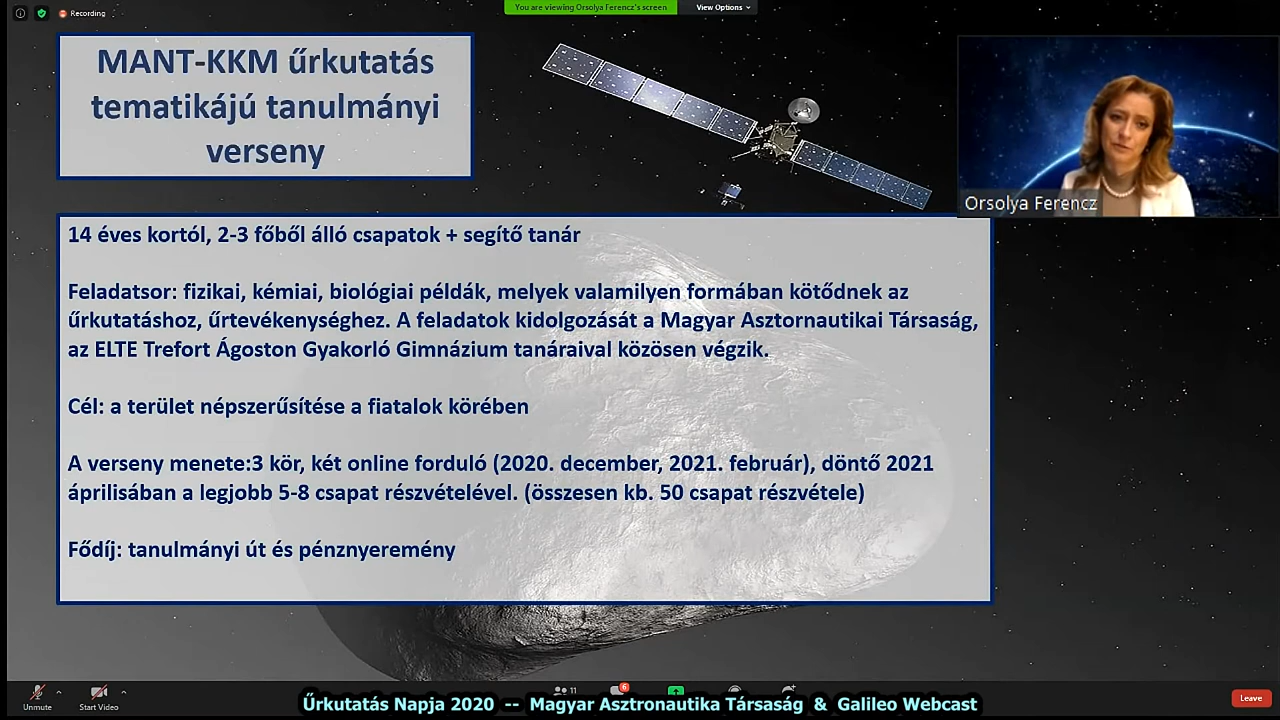 Recording
You are viewing Orsolya Ferencz's screen
View Options
MANT-KKM űrkutatás
tematikájú tanulmányi
verseny
Orsolya Ferencz
14 éves kortól, 2-3 főből álló csapatok + segítő tanár
Feladatsor: fizikai, kémiai, biológiai példák, melyek valamilyen formában kötődnek az
űrkutatáshoz, űrtevékenységhez. A feladatok kidolgozását a Magyar Asztornautikai Társaság,
az ELTE Trefort Ágoston Gyakorló Gimnázium tanáraival közösen végzik.
Cél: a terület népszerűsítése a fiatalok körében
A verseny menete:3 kör, két online forduló (2020. december, 2021. február), döntő 2021
áprilisában a legjobb 5-8 csapat részvételével. (összesen kb. 50 csapat részvétele)
Fődíj: tanulmányi út és pénznyeremény
11
6
Unmute
Start Video
Leave
Űrkutatás Napja 2020 -- Magyar Asztronautika Társaság & Galileo Webcast